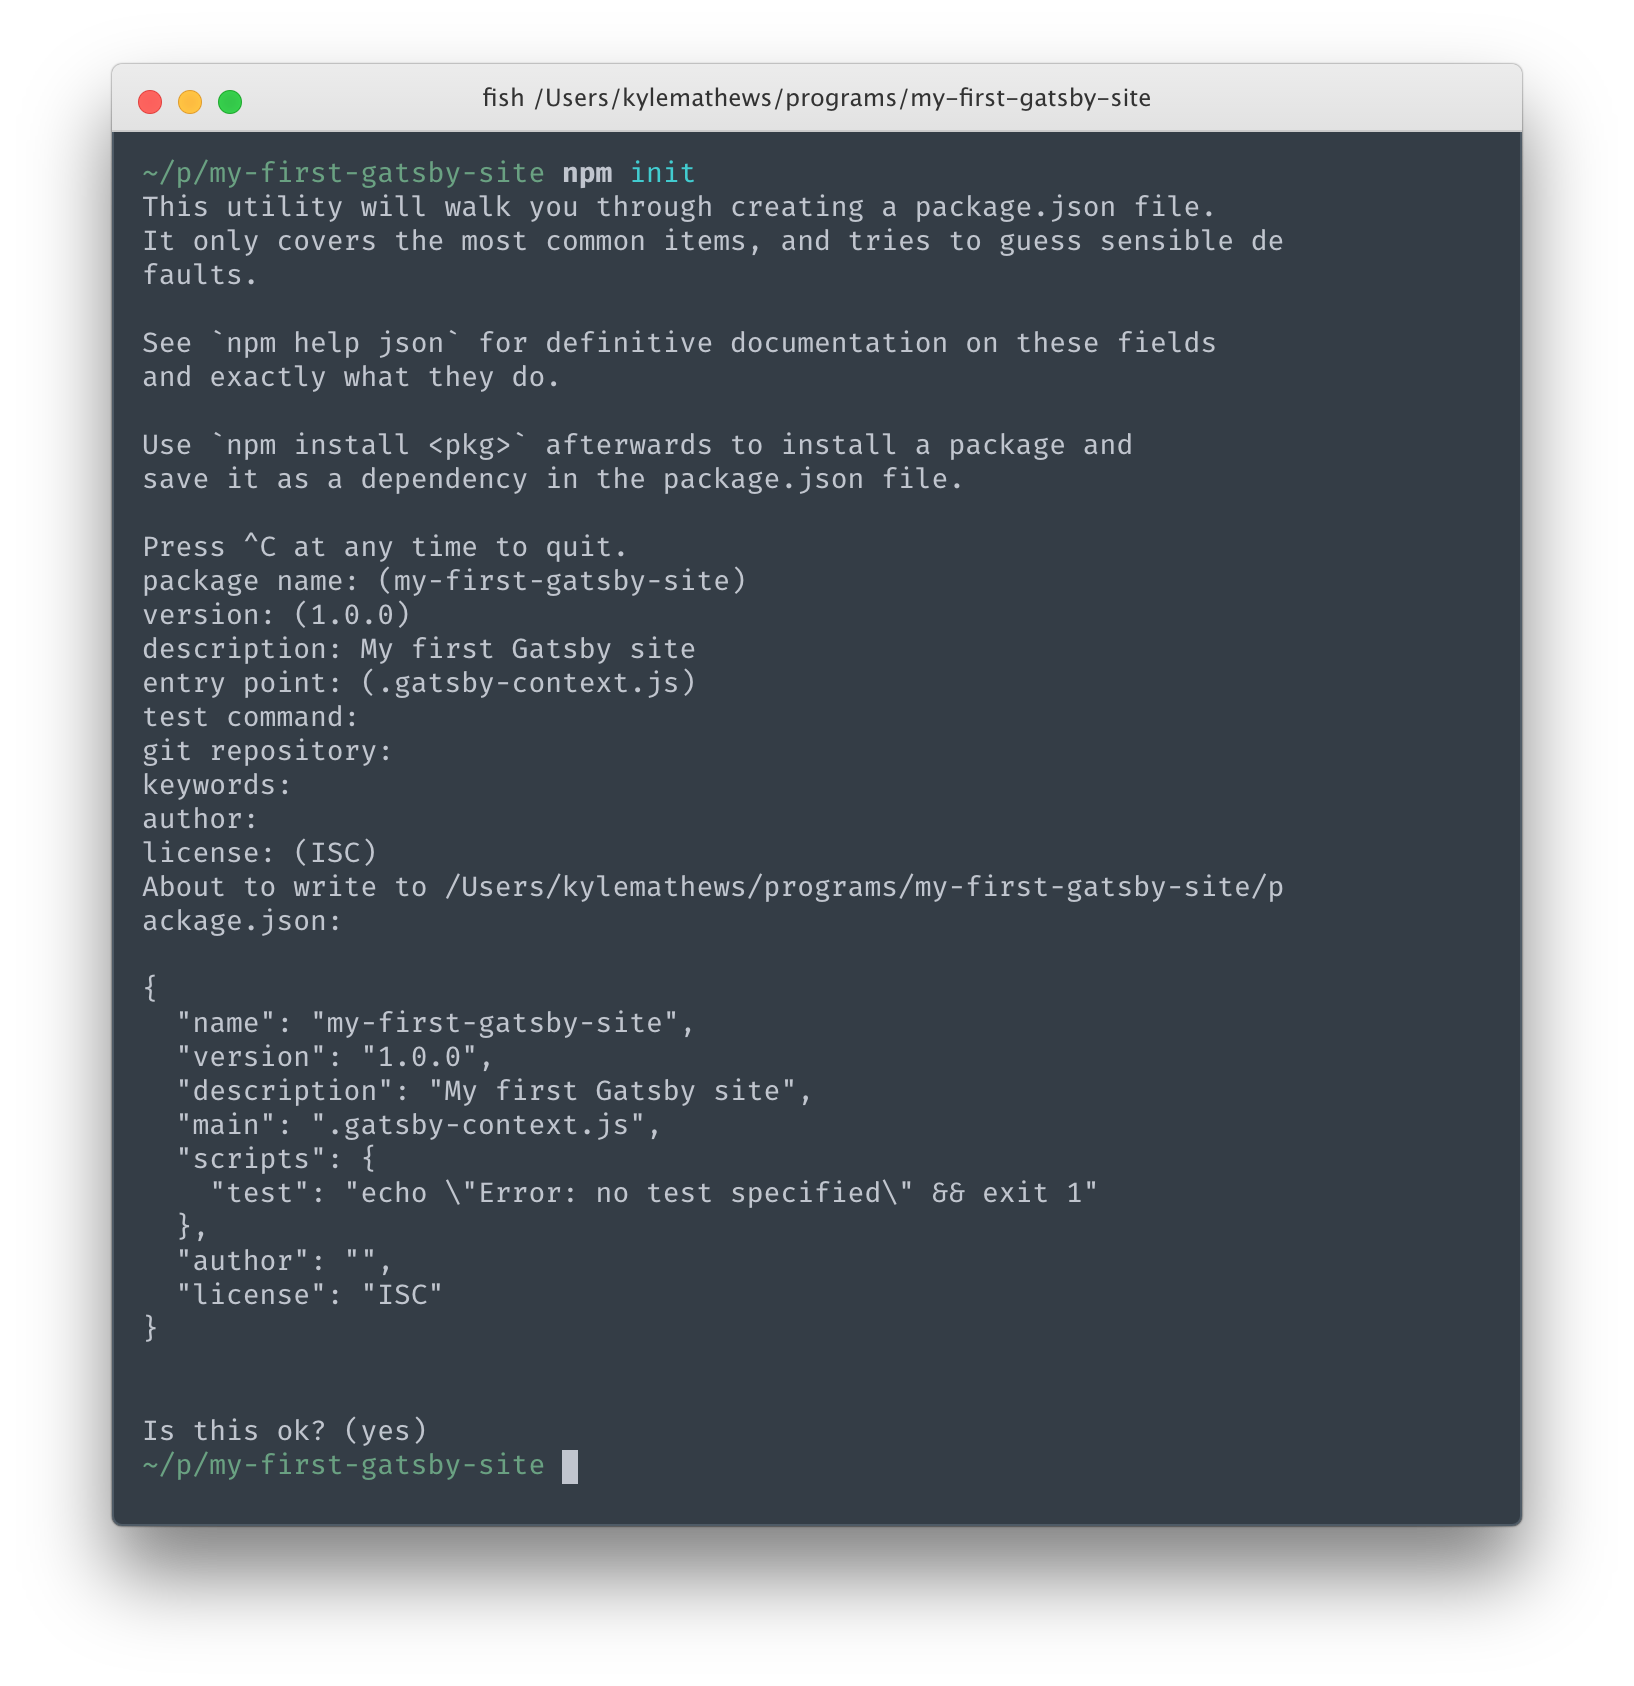 fish /Users/kylemathews/programs/my-first-gatsby-site
~/p/my-first-gatsby-site npm init
This utility will walk you through creating a package.json file.
It only covers the most common items, and tries to guess sensible de
faults.

See `npm help json` for definitive documentation on these fields
and exactly what they do.

Use `npm install <pkg>` afterwards to install a package and
save it as a dependency in the package.json file.

Press ^C at any time to quit.
package name: (my-first-gatsby-site)
version: (1.0.0)
description: My first Gatsby site
entry point: (.gatsby-context.js)
test command:
git repository:
keywords:
author:
license: (ISC)
About to write to /Users/kylemathews/programs/my-first-gatsby-site/p
ackage.json:

{
  "name": "my-first-gatsby-site",
  "version": "1.0.0",
  "description": "My first Gatsby site",
  "main": ".gatsby-context.js",
  "scripts": {
    "test": "echo \"Error: no test specified\" && exit 1"
  },
  "author": "",
  "license": "ISC"
}


Is this ok? (yes)
~/p/my-first-gatsby-site